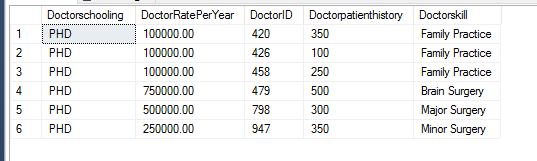 Doctorschooling DoctorRatePerYear DoctorID Doctorpatienthistory Doctorskill
1 PHD 100000.00 420 350 Family Practice
2 PHD 100000.00 426 100 Family Practice
3 PHD 100000.00 458 250 Family Practice
4 PHD 750000.00 479 500 Brain Surgery
5 PHD 500000.00 798 300 Major Surgery
6 PHD 250000.00 947 350 Minor Surgery